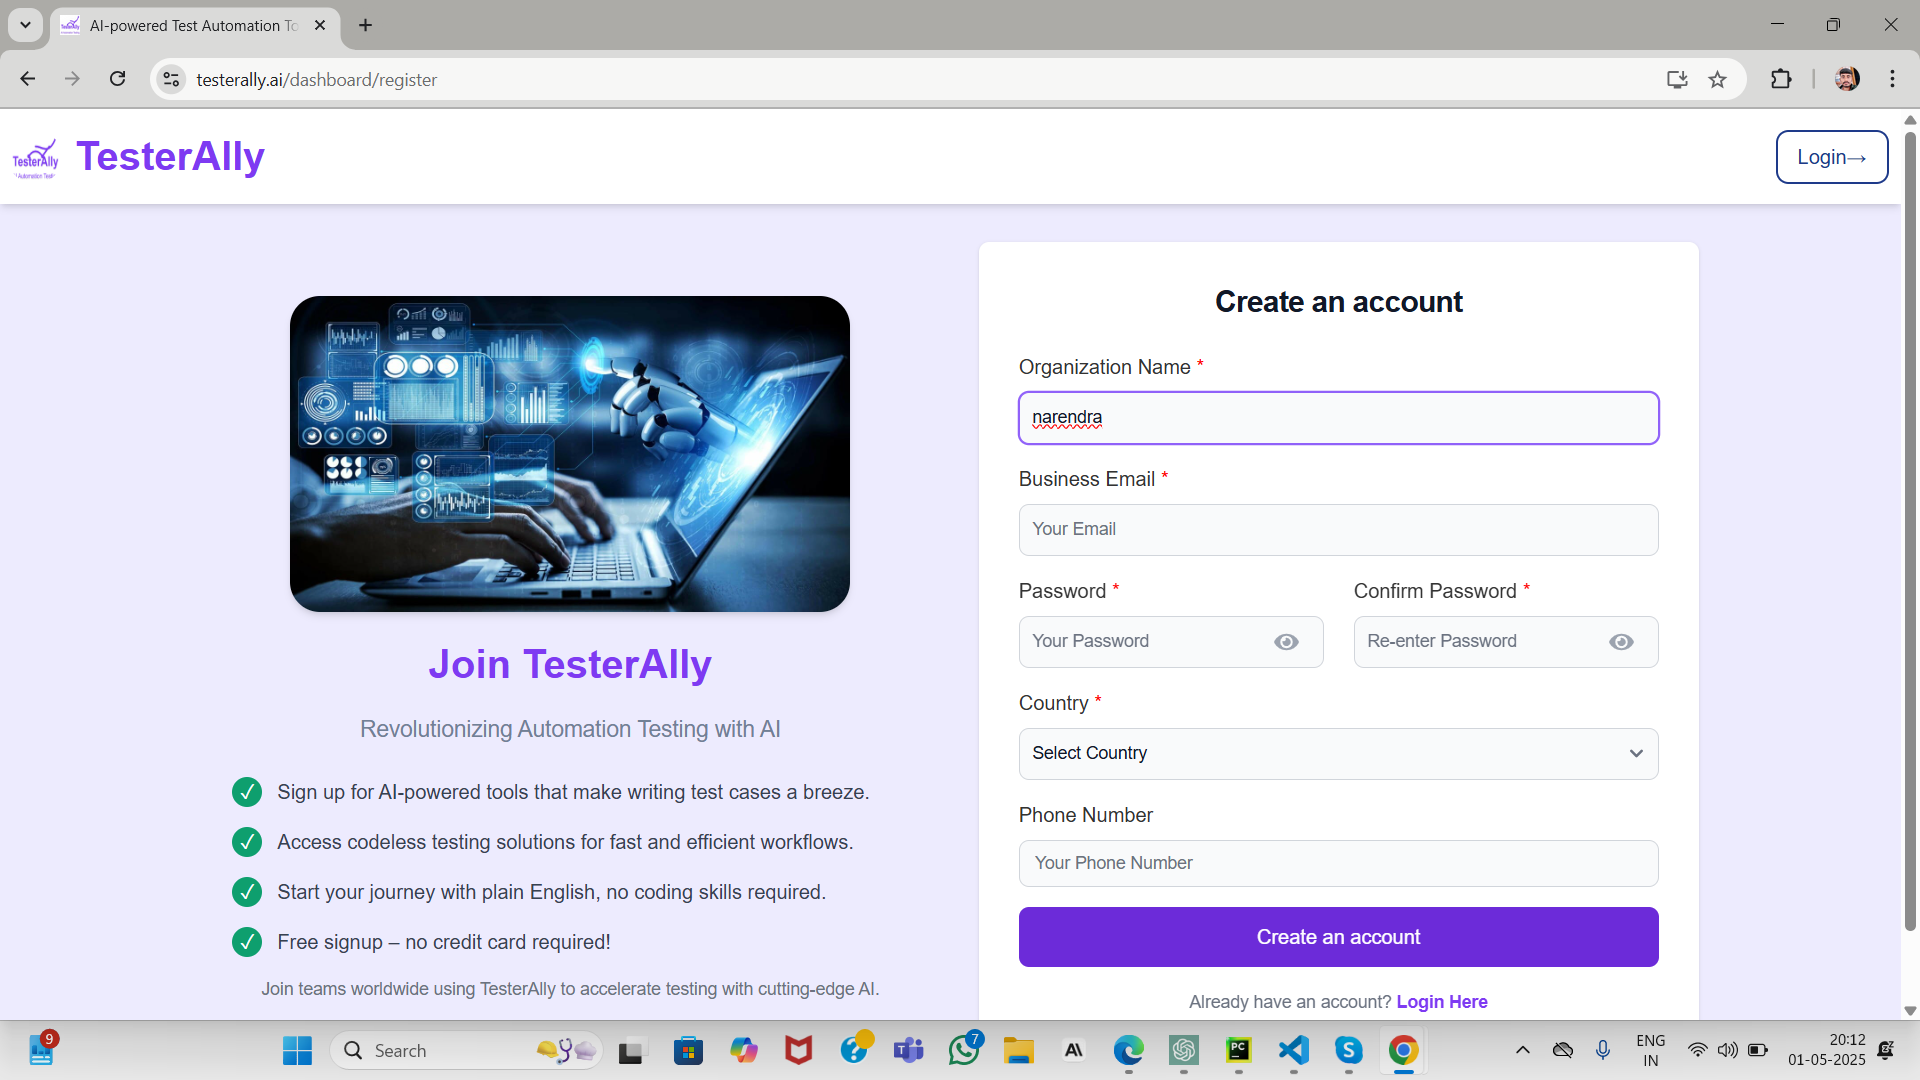 AI-powered Test Automation To
testerally.ai/dashboard/register
TesterAlly
TesterAlly
Login→
Create an account
Organization Name *
narendra
Business Email *
Your Email
Password *
Confirm Password *
Your Password
Re-enter Password
Country *
Select Country
Phone Number
Your Phone Number
Create an account
Already have an account? Login Here
Join TesterAlly
Revolutionizing Automation Testing with AI
Sign up for AI-powered tools that make writing test cases a breeze.
Access codeless testing solutions for fast and efficient workflows.
Start your journey with plain English, no coding skills required.
Free signup – no credit card required!
Join teams worldwide using TesterAlly to accelerate testing with cutting-edge AI.
9
Search
7
ENG
IN
20:12
01-05-2025